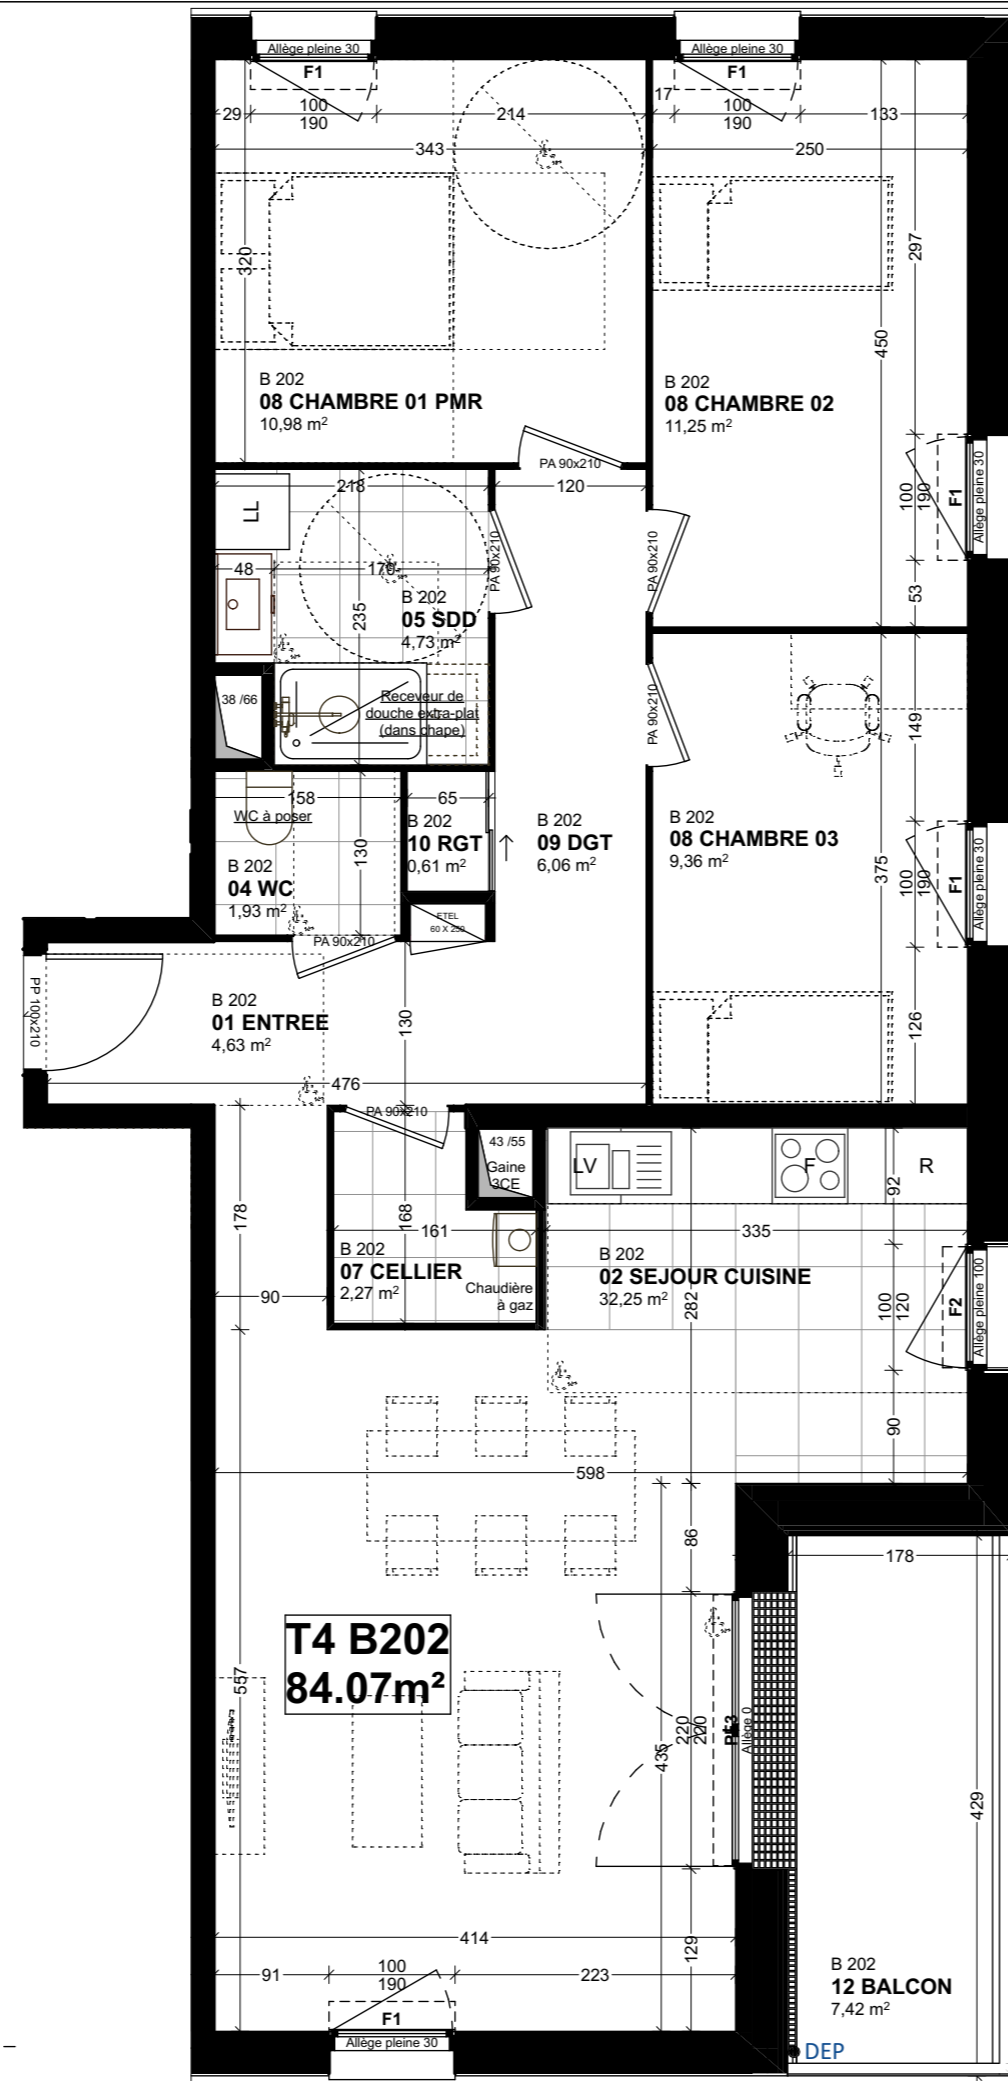 Allège pleine 30
Allège pleine 30
F1
F1
29
100
190
214
17
100
190
133
343
250
320
297
450
B 202
08 CHAMBRE 01 PMR
10,98 m²
B 202
08 CHAMBRE 02
11,25 m²
PA 90x210
100
190
F1
Allège pleine 30
LL
218
120
PA 90x210
PA 90x210
48
170
53
B 202
05 SDD
4,73 m²
235
38 /66
Receveur de
douche extra-plat
(dans chape)
PA 90x210
149
158
65
WC à poser
130
B 202
04 WC
1,93 m²
B 202
10 RGT
0,61 m²
B 202
09 DGT
6,06 m²
B 202
08 CHAMBRE 03
9,36 m²
375
100
190
F1
Allège pleine 30
ETEL
60 X 250
PA 90x210
PP 100x210
B 202
01 ENTREE
4,63 m²
130
126
476
PA 90x210
43 /55
Gaine
3CE
LV
F
R
92
178
168
161
335
B 202
07 CELLIER
2,27 m²
Chaudière
à gaz
B 202
02 SEJOUR CUISINE
32,25 m²
90
282
100
120
F2
Allège pleine 100
90
598
86
178
T4 B202
84.07m²
557
435
220
220
Allège 0
429
414
129
91
100
190
223
F1
Allège pleine 30
B 202
12 BALCON
7,42 m²
DEP